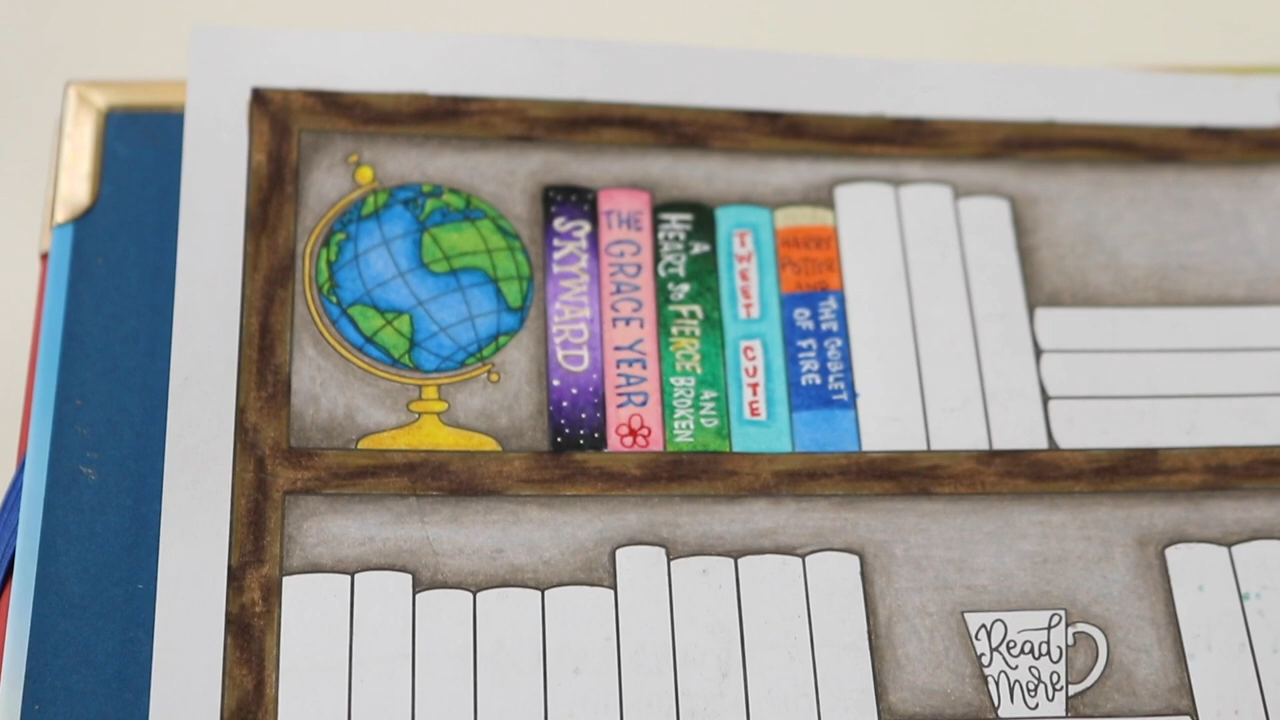 SKYWARD
THE GRACE YEAR
A
HEART SO FIERCE AND
BROKEN
TWEET CUTE
HARRY
POTTER
AND
THE GOBLET
OF FIRE
Read
More